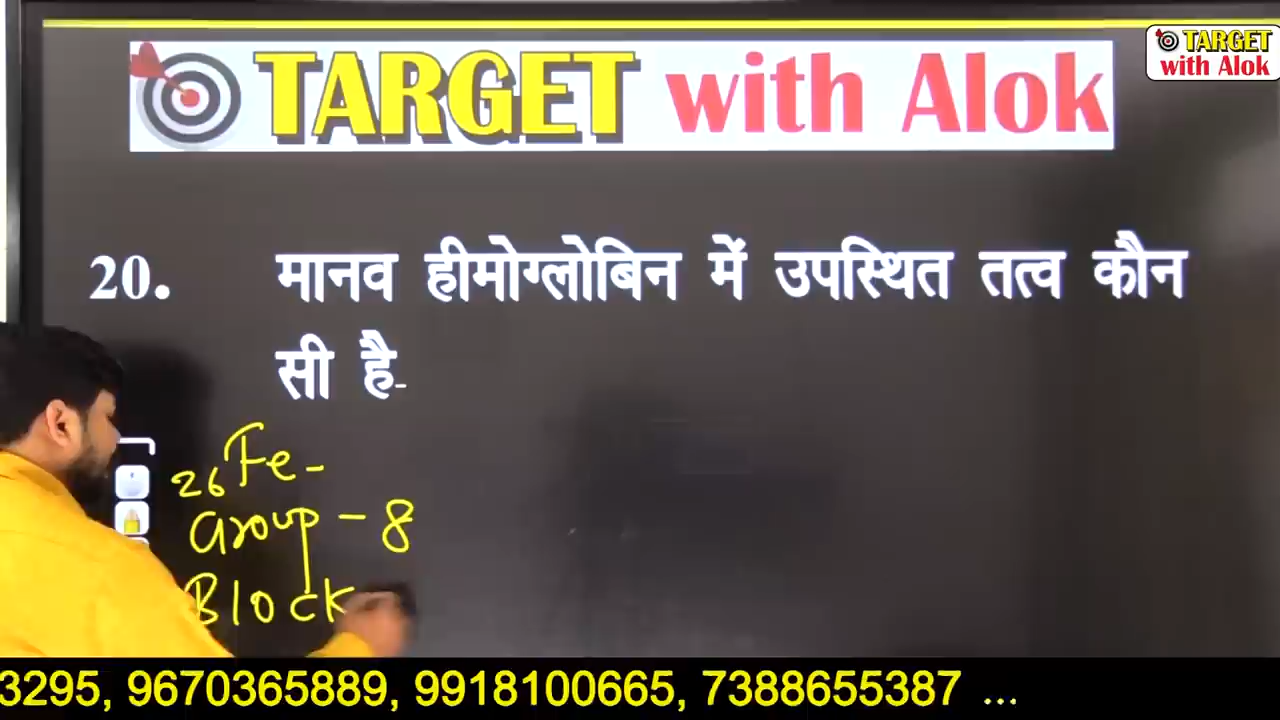 TARGET with Alok
TARGET
with Alok
20. मानव हीमोग्लोबिन में उपस्थित तत्व कौन
सी है-
26Fe-
Group - 8
Block
3295, 9670365889, 9918100665, 7388655387 ...